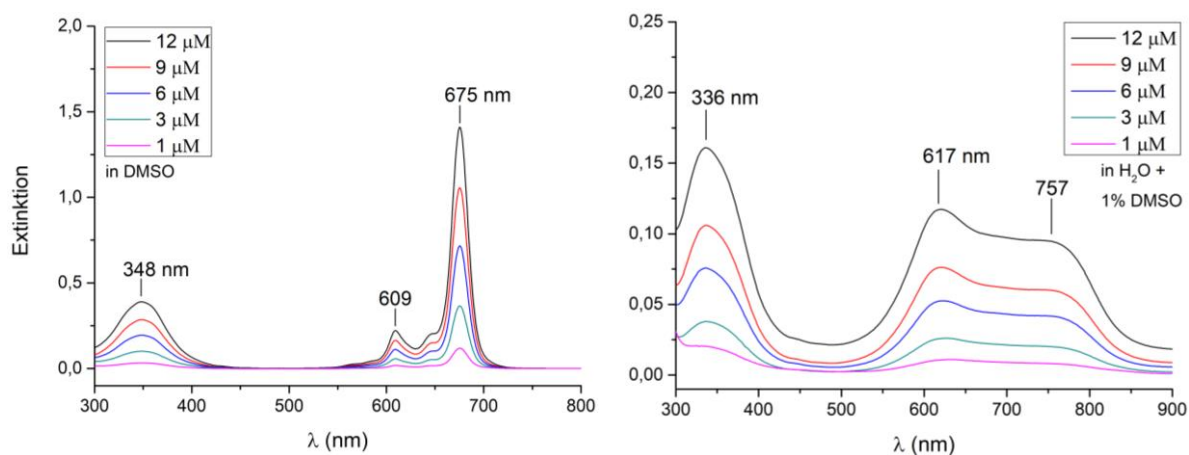 2,0
1,5
1,0
0,5
0,0
Extinktion
12 μM
9 μM
6 μM
3 μM
1 μM
in DMSO
348 nm
609
675 nm
300 400 500 600 700 800
λ (nm)
0,25
0,20
0,15
0,10
0,05
0,00
12 μM
9 μM
6 μM
3 μM
1 μM
in H₂O +
1% DMSO
336 nm
617 nm
757
300 400 500 600 700 800 900
λ (nm)